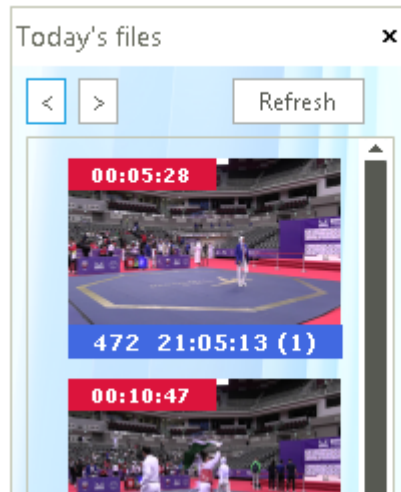 Today's files
×
< >
Refresh
00:05:28
472 21:05:13 (1)
00:10:47